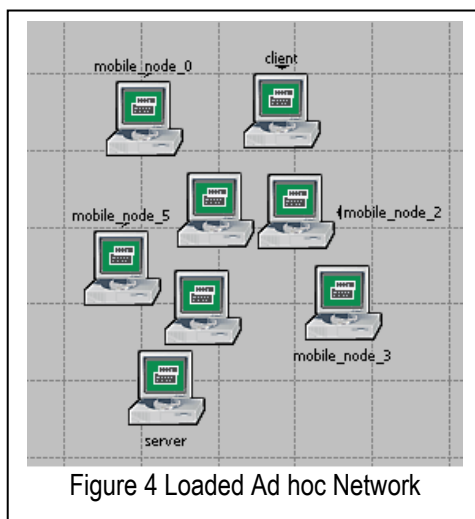 mobile_node_0
client
mobile_node_5
mobile_node_2
mobile_node_3
server
Figure 4 Loaded Ad hoc Network